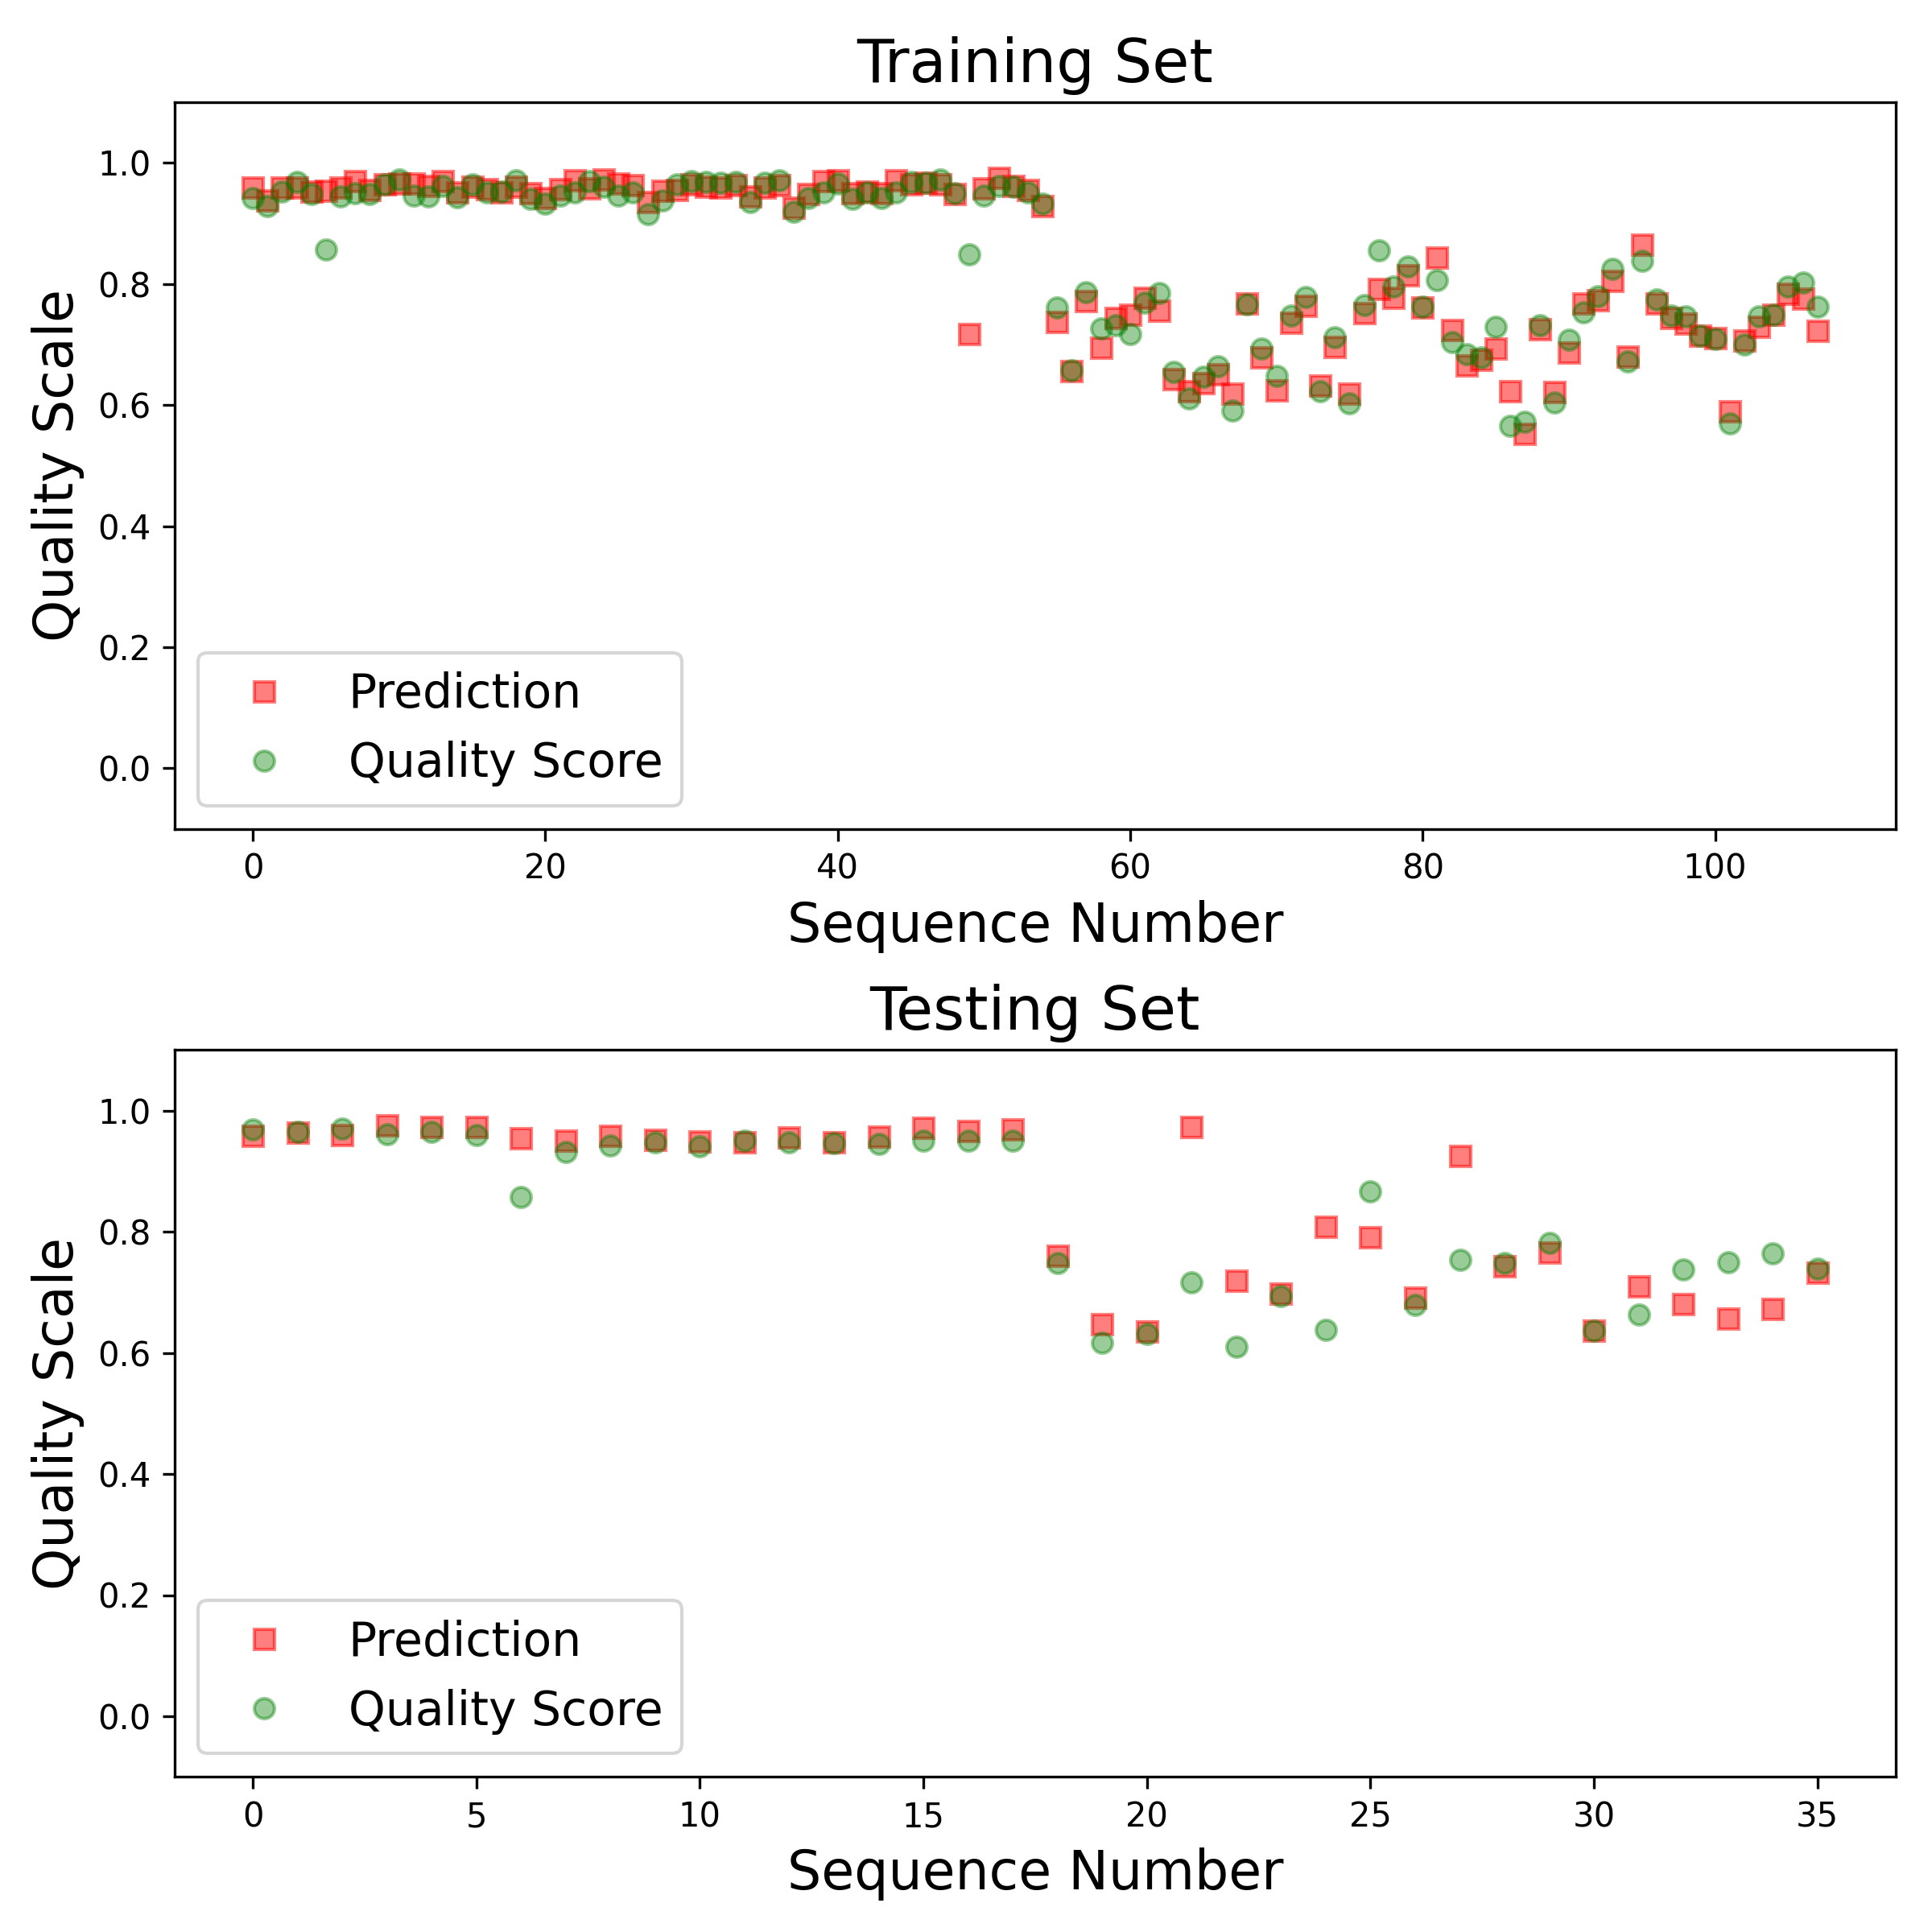 Training Set
Quality Scale
1.0
0.8
0.6
0.4
0.2
0.0
Prediction
Quality Score
0 20 40 60 80 100
Sequence Number
Testing Set
Quality Scale
1.0
0.8
0.6
0.4
0.2
0.0
Prediction
Quality Score
0 5 10 15 20 25 30 35
Sequence Number